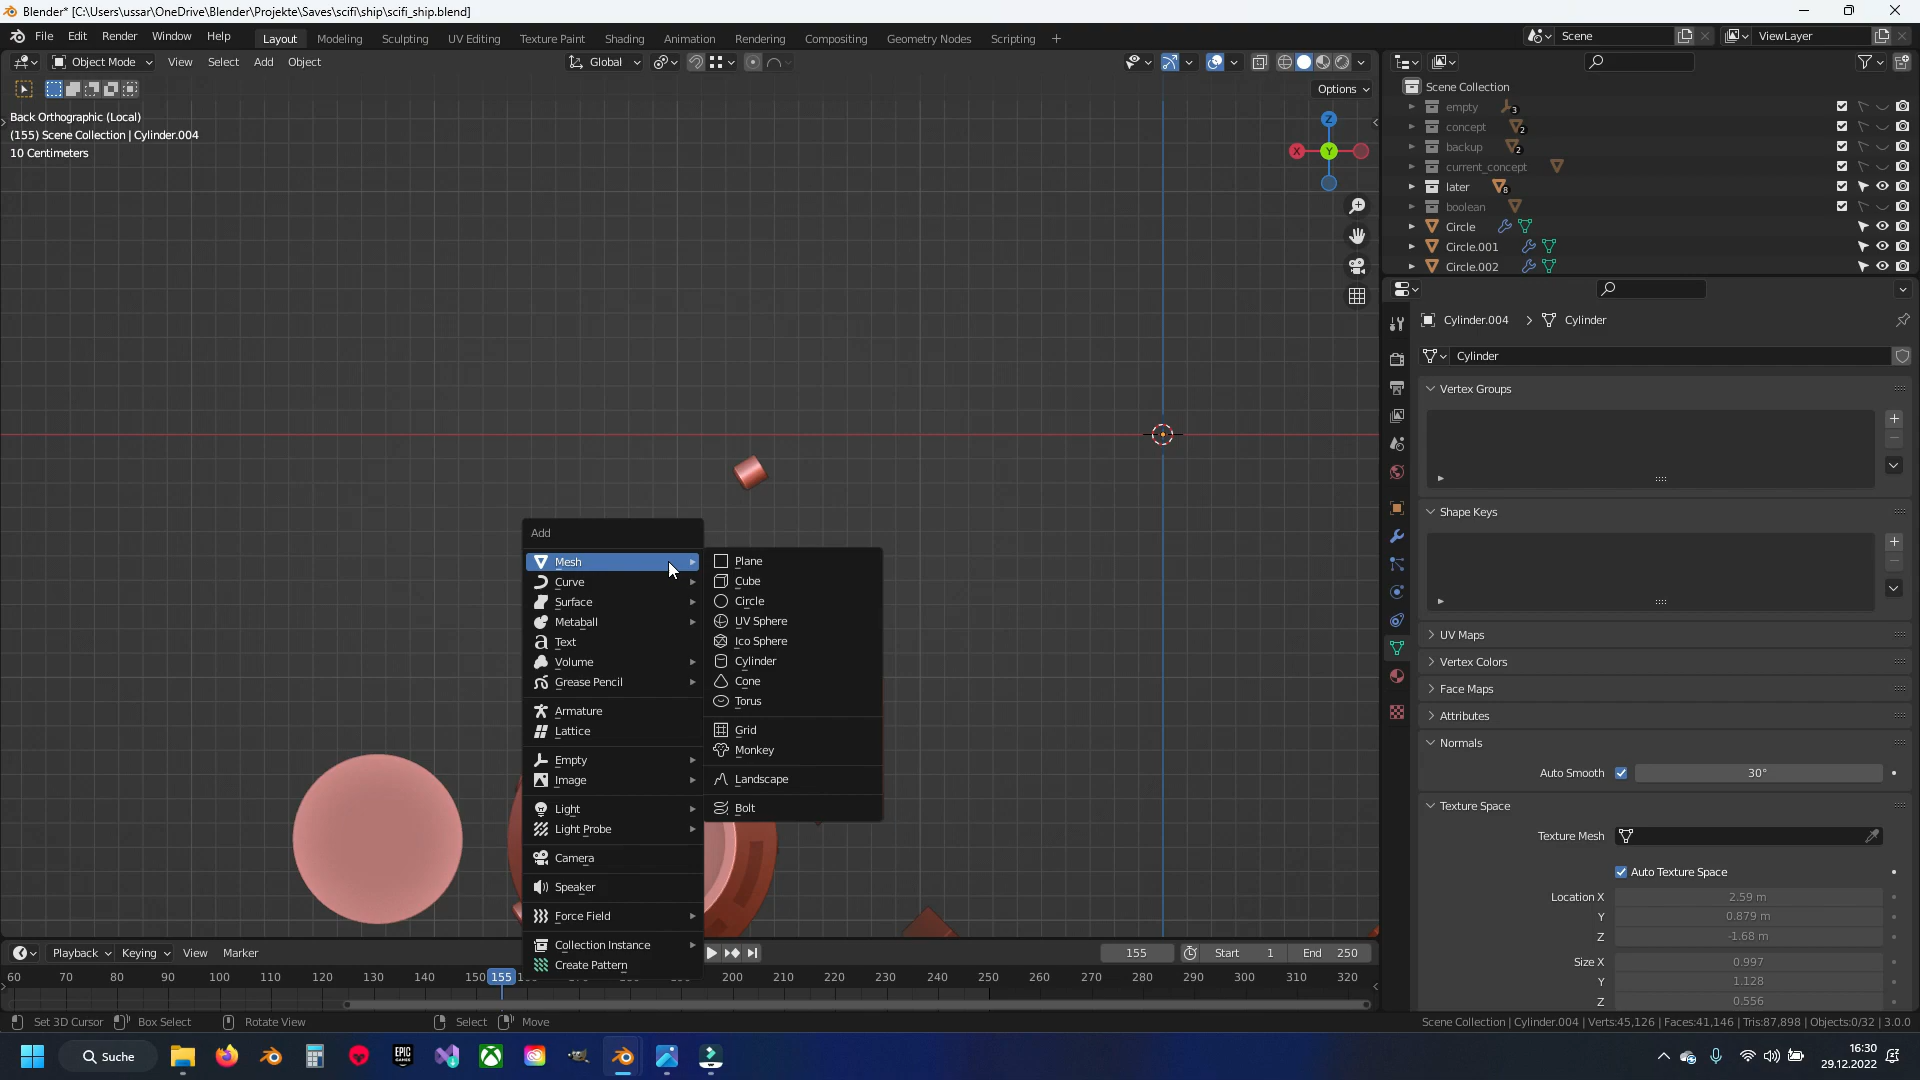 Blender* [C:\Users\ussar\OneDrive\Blender\Projekte\Saves\scifi\ship\scifi_ship.blend]
File Edit Render Window Help Layout Modeling Sculpting UV Editing Texture Paint Shading Animation Rendering Compositing Geometry Nodes Scripting + Scene ViewLayer
Object Mode View Select Add Object Global
Options
Back Orthographic (Local)
(155) Scene Collection | Cylinder.004
10 Centimeters
Z
X
Y
Add
Mesh
Curve
Surface
Metaball
Text
Volume
Grease Pencil
Armature
Lattice
Empty
Image
Light
Light Probe
Camera
Speaker
Force Field
Collection Instance
Create Pattern
Plane
Cube
Circle
UV Sphere
Ico Sphere
Cylinder
Cone
Torus
Grid
Monkey
Landscape
Bolt
Scene Collection
empty 3
concept 2
backup 2
current_concept
later 8
boolean
Circle
Circle.001
Circle.002
Cylinder.004 Cylinder
Cylinder
Vertex Groups
Shape Keys
UV Maps
Vertex Colors
Face Maps
Attributes
Normals
Auto Smooth 30°
Texture Space
Texture Mesh
Auto Texture Space
Location X 2.59 m
Y 0.879 m
Z -1.68 m
Size X 0.997
Y 1.128
Z 0.556
Playback Keying View Marker 155 Start 1 End 250
60 70 80 90 100 110 120 130 140 150 155 200 210 220 230 240 250 260 270 280 290 300 310 320
Set 3D Cursor Box Select Rotate View Select Move
Scene Collection | Cylinder.004 | Verts:45,126 | Faces:41,146 | Tris:87,898 | Objects:0/32 | 3.0.0
Suche
EPIC GAMES
16:30
29.12.2022